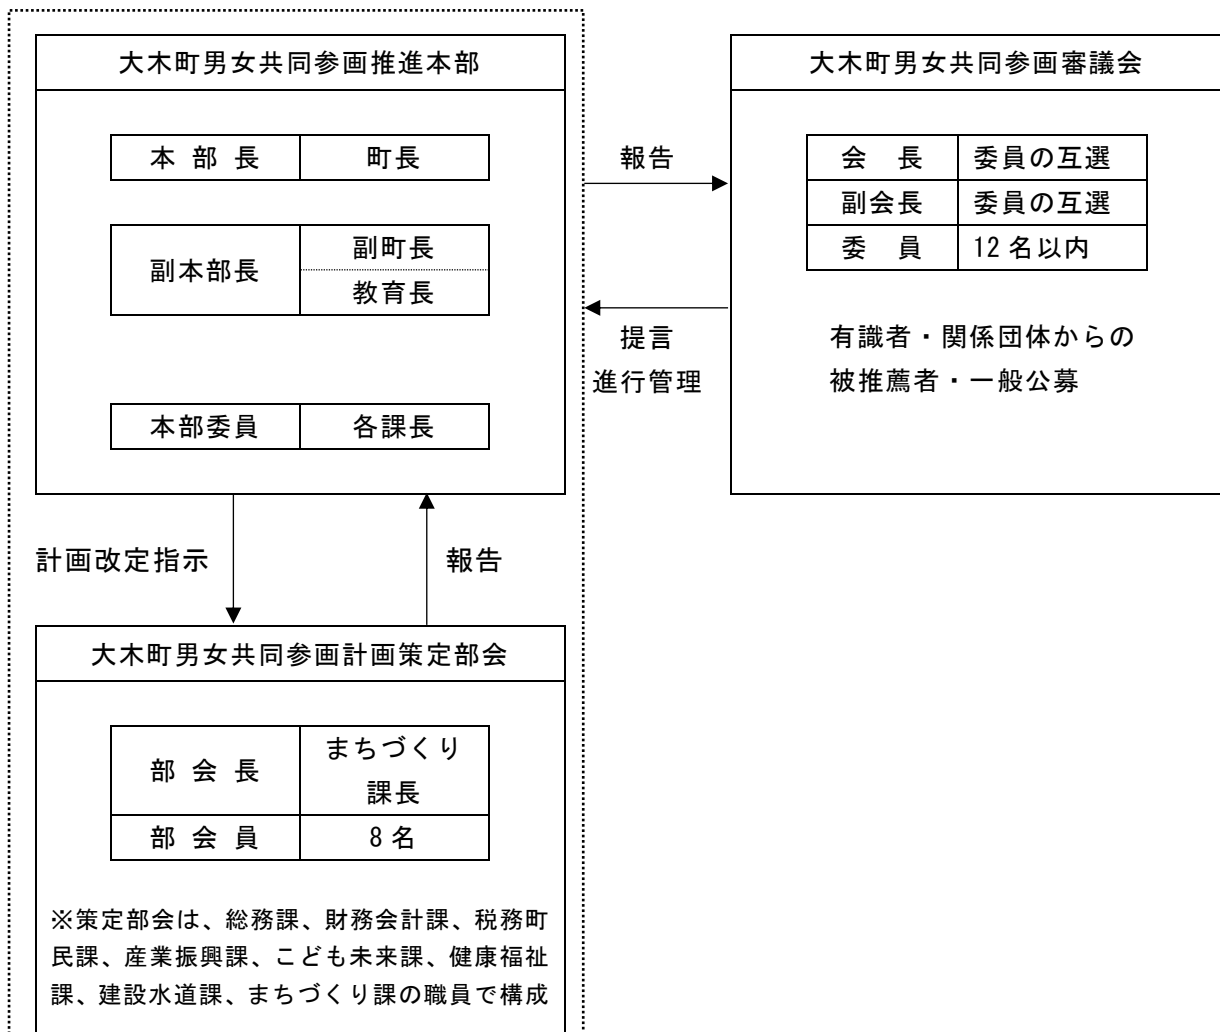 大木町男女共同参画推進本部
本 部 長 町長
副本部長 副町長
教育長
本部委員 各課長
報告
提言
進行管理
大木町男女共同参画審議会
会 長 委員の互選
副会長 委員の互選
委 員 12名以内
有識者・関係団体からの
被推薦者・一般公募
計画改定指示
報告
大木町男女共同参画計画策定部会
部 会 長 まちづくり
課長
部 会 員 8名
※策定部会は、総務課、財務会計課、税務町
民課、産業振興課、こども未来課、健康福祉
課、建設水道課、まちづくり課の職員で構成